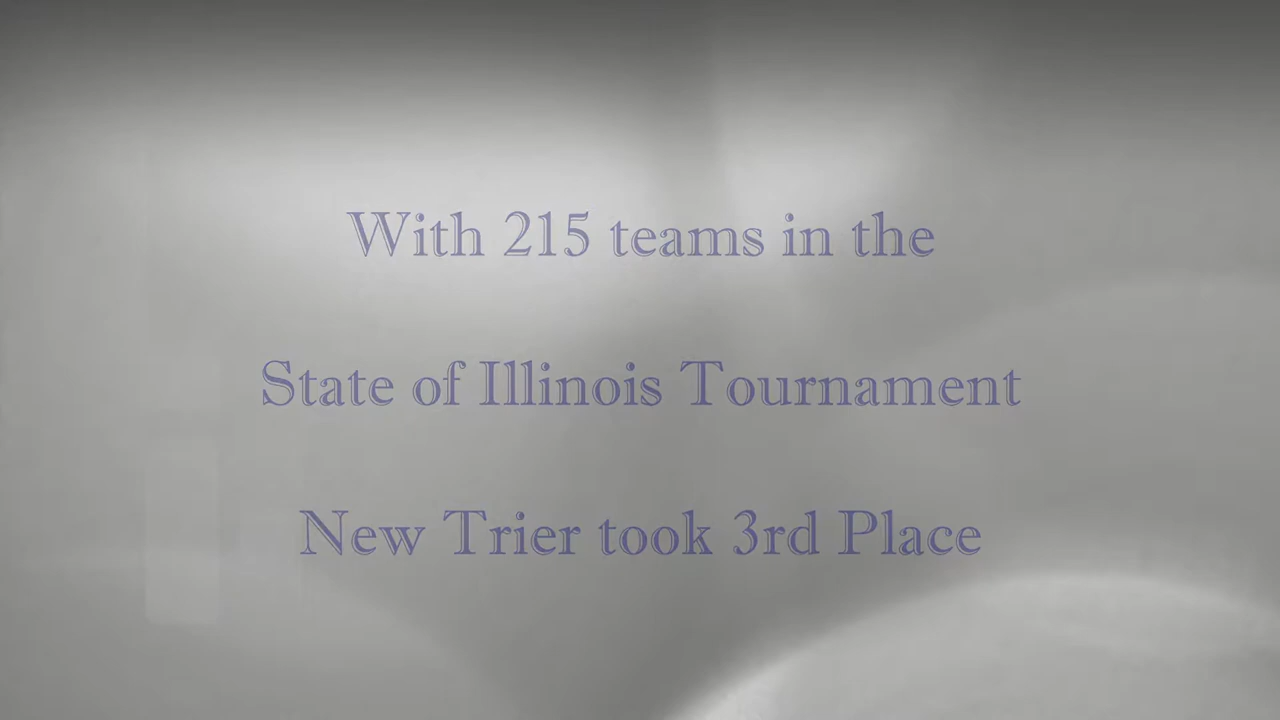 With 215 teams in the
State of Illinois Tournament
New Trier took 3rd Place